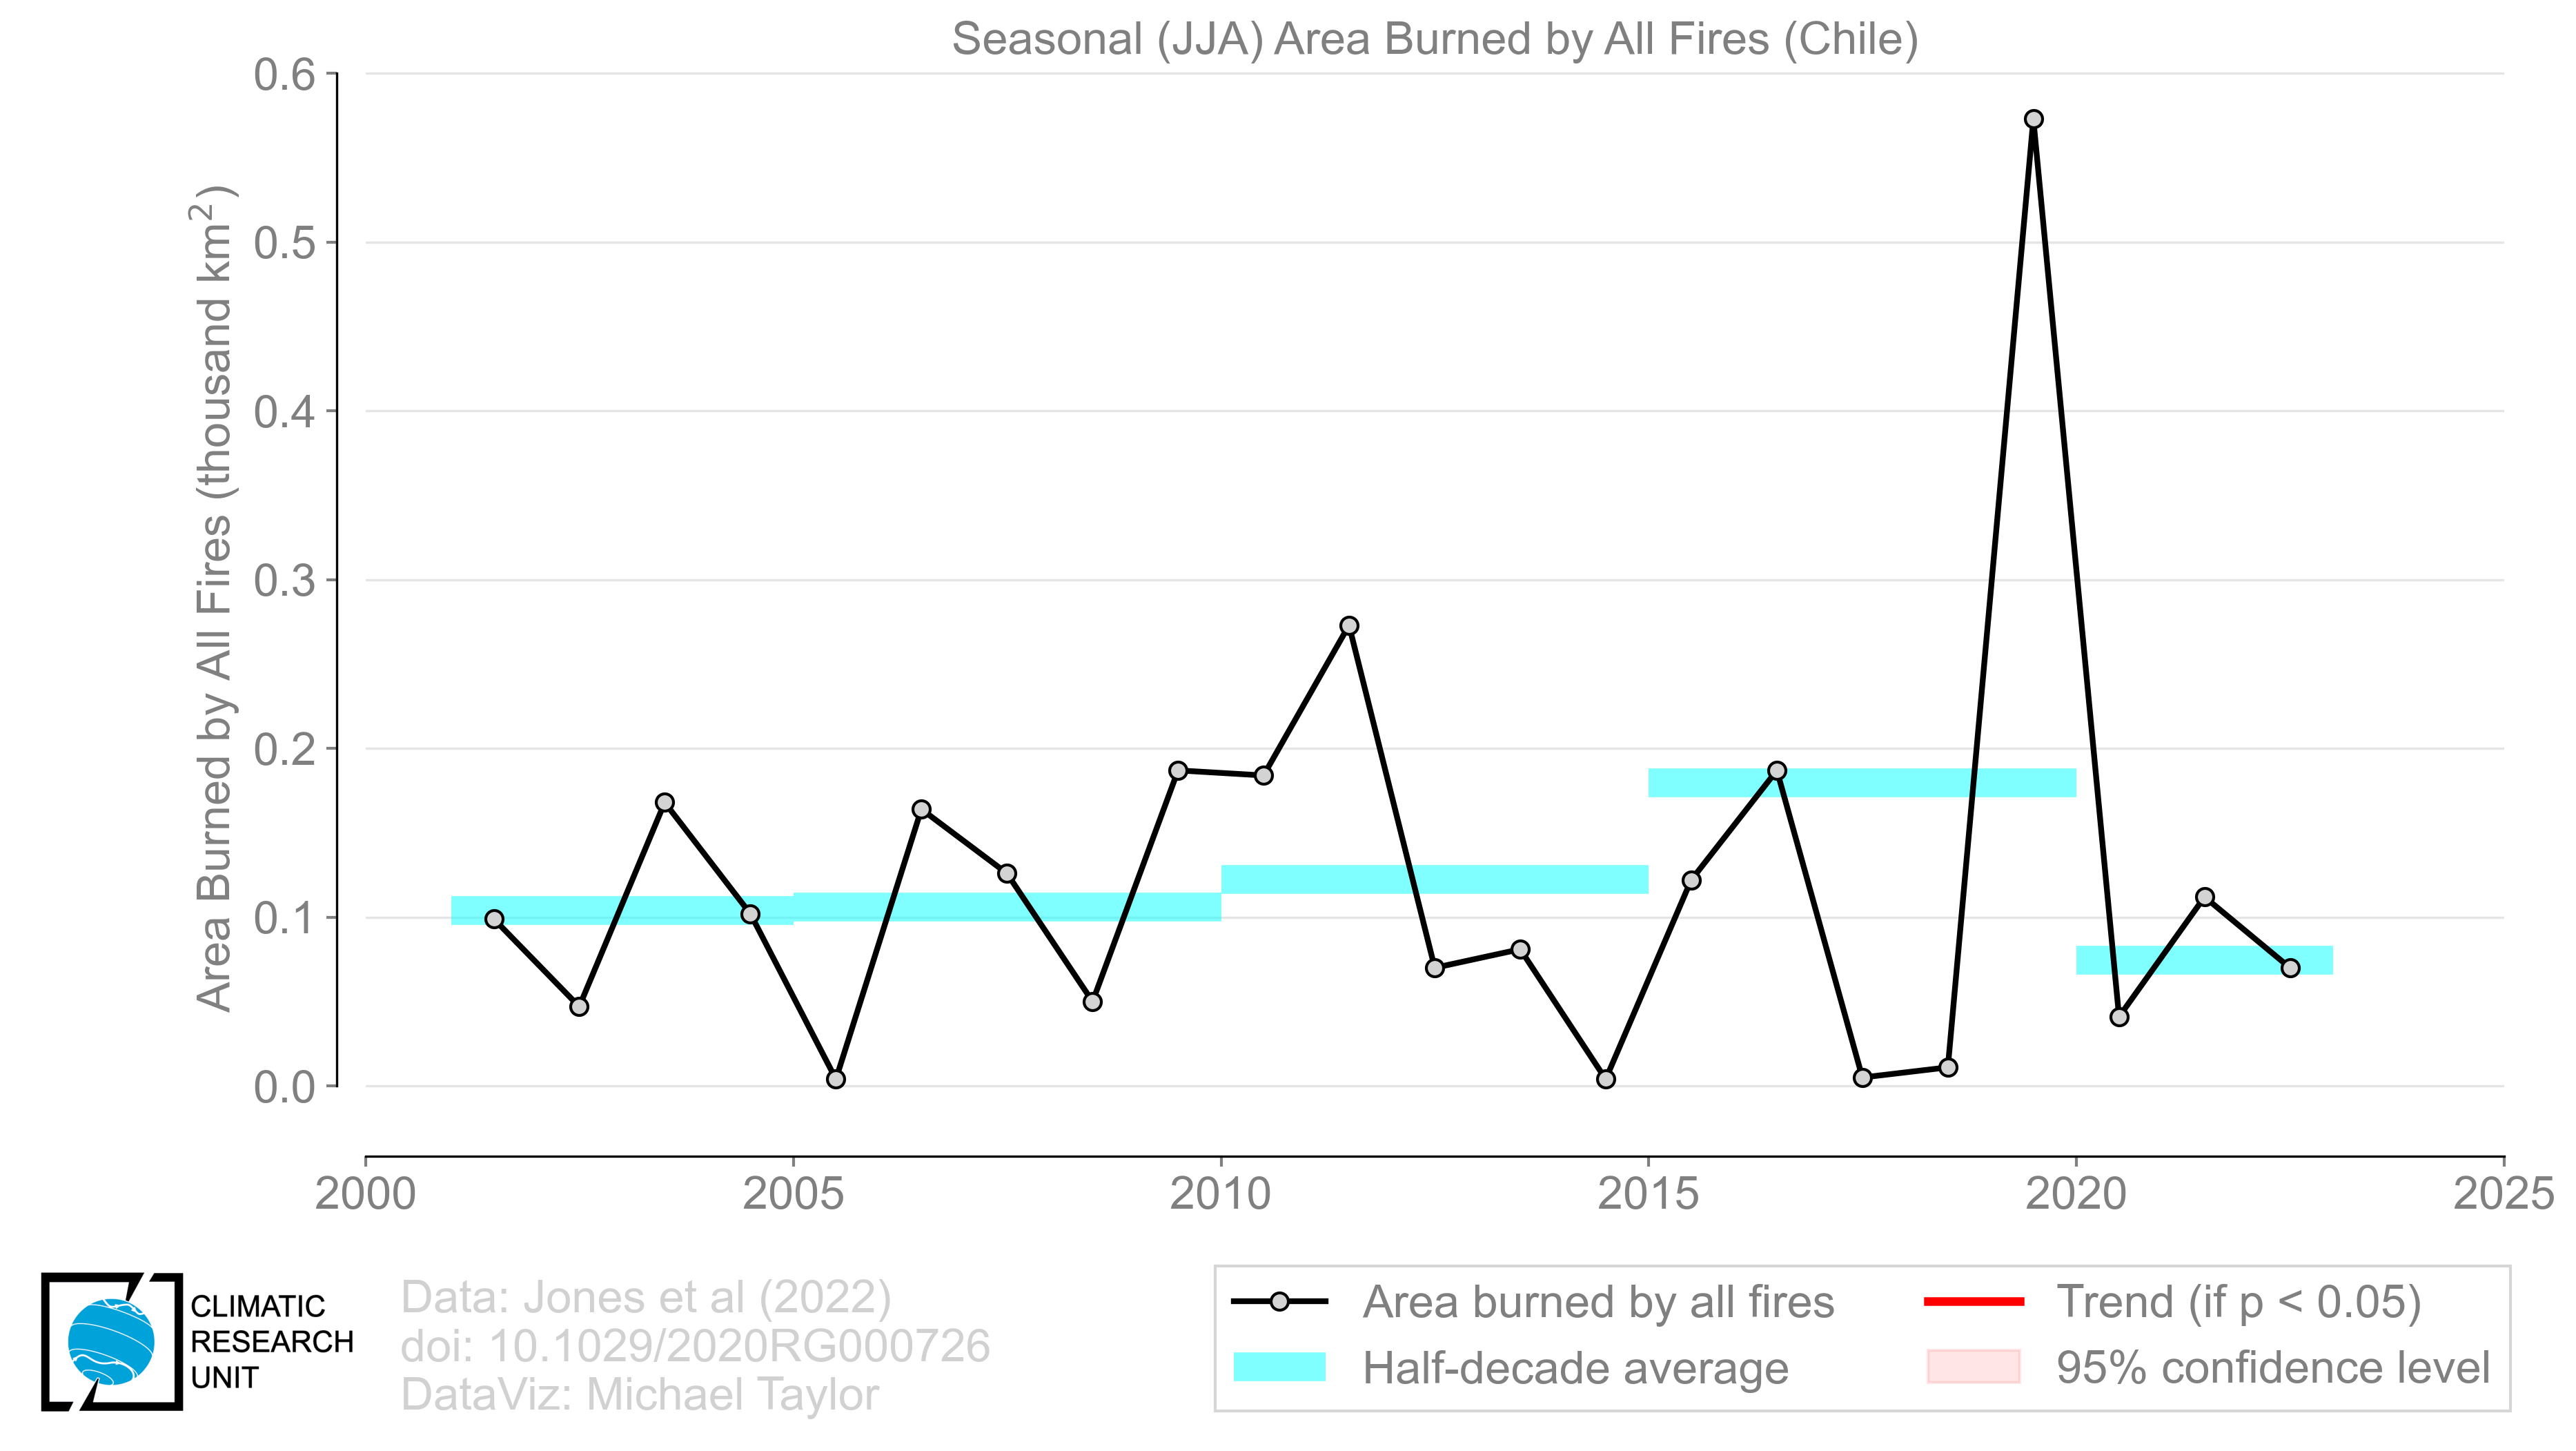 Seasonal (JJA) Area Burned by All Fires (Chile)
Area Burned by All Fires (thousand km²)
0.6
0.5
0.4
0.3
0.2
0.1
0.0
2000 2005 2010 2015 2020 2025
CLIMATIC
RESEARCH
UNIT
Data: Jones et al (2022)
doi: 10.1029/2020RG000726
DataViz: Michael Taylor
Area burned by all fires
Half-decade average
Trend (if p < 0.05)
95% confidence level